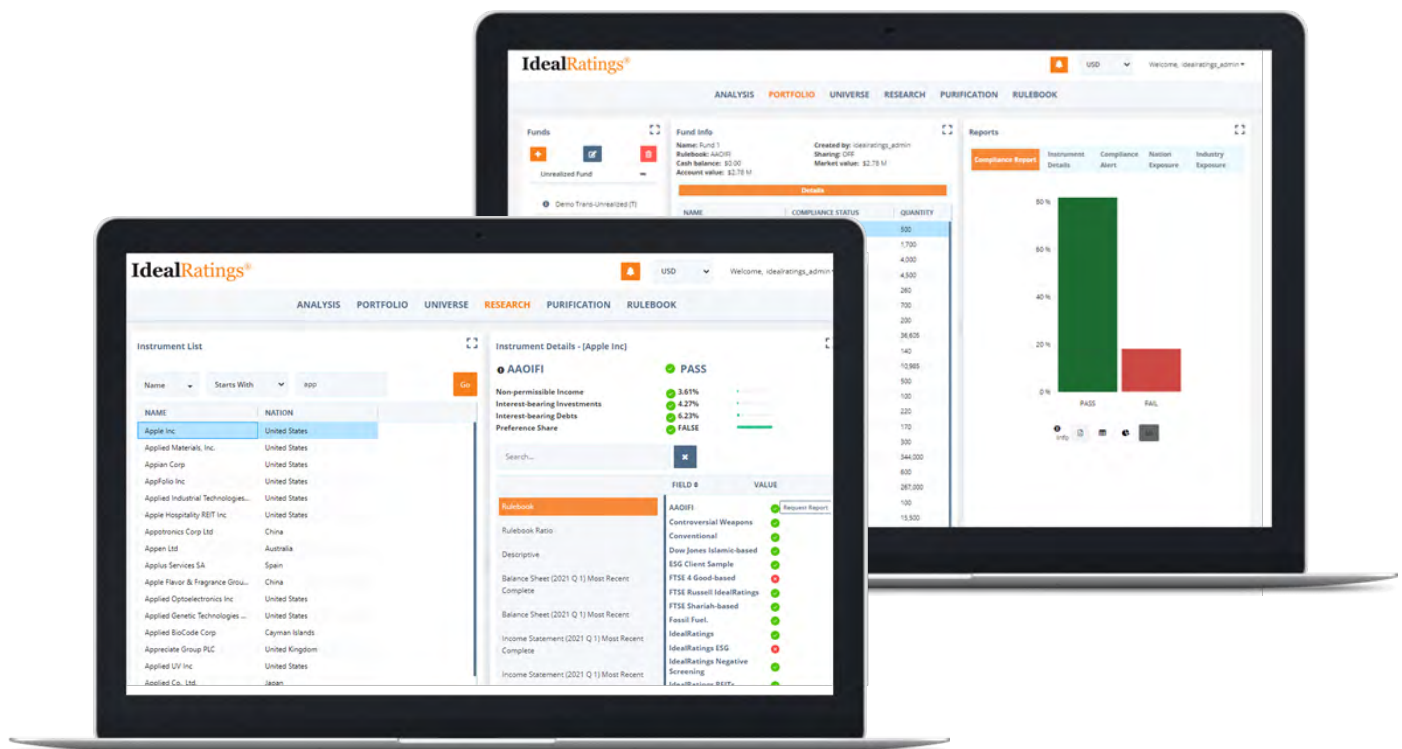 IdealRatings®
USD
Welcome, idealratings_admin
ANALYSIS PORTFOLIO UNIVERSE RESEARCH PURIFICATION RULEBOOK
Funds
Unrealized Fund
Demo Trans-Unrealized (T)
Fund Info
Name: Fund 1
Rulebook: AAOIFI
Cash balance: $0.00
Account value: $2.78 M
Created by: idealratings_admin
Sharing: OFF
Market value: $2.78 M
Details
NAME COMPLIANCE STATUS QUANTITY
500
1,700
4,000
4,500
260
700
200
36,605
140
10,985
500
100
220
170
300
344,000
600
267,000
100
15,500
Reports
Compliance Report
Instrument Details
Compliance Alert
Nation Exposure
Industry Exposure
80 %
60 %
40 %
20 %
0 %
PASS FAIL
Info
IdealRatings®
USD
Welcome, idealratings_admin
ANALYSIS PORTFOLIO UNIVERSE RESEARCH PURIFICATION RULEBOOK
Instrument List
Name Starts With app Go
NAME NATION
Apple Inc United States
Applied Materials, Inc. United States
Appian Corp United States
AppFolio Inc United States
Applied Industrial Technologies... United States
Apple Hospitality REIT Inc United States
Appotronics Corp Ltd China
Appen Ltd Australia
Applus Services SA Spain
Apple Flavor & Fragrance Grou... China
Applied Optoelectronics Inc United States
Applied Genetic Technologies ... United States
Applied BioCode Corp Cayman Islands
Appreciate Group PLC United Kingdom
Applied UV Inc United States
Applied Co., Ltd. Japan
Instrument Details - [Apple Inc]
AAOIFI PASS
Non-permissible Income 3.61%
Interest-bearing Investments 4.27%
Interest-bearing Debts 6.23%
Preference Share FALSE
Search...
Rulebook
Rulebook Ratio
Descriptive
Balance Sheet (2021 Q 1) Most Recent
Complete
Balance Sheet (2021 Q 1) Most Recent
Income Statement (2021 Q 1) Most Recent
Complete
Income Statement (2021 Q 1) Most Recent
FIELD VALUE
AAOIFI Request Report
Controversial Weapons
Conventional
Dow Jones Islamic-based
ESG Client Sample
FTSE 4 Good-based
FTSE Russell IdealRatings
FTSE Shariah-based
Fossil Fuel.
IdealRatings
IdealRatings ESG
IdealRatings Negative
Screening
IdealRatings REITs